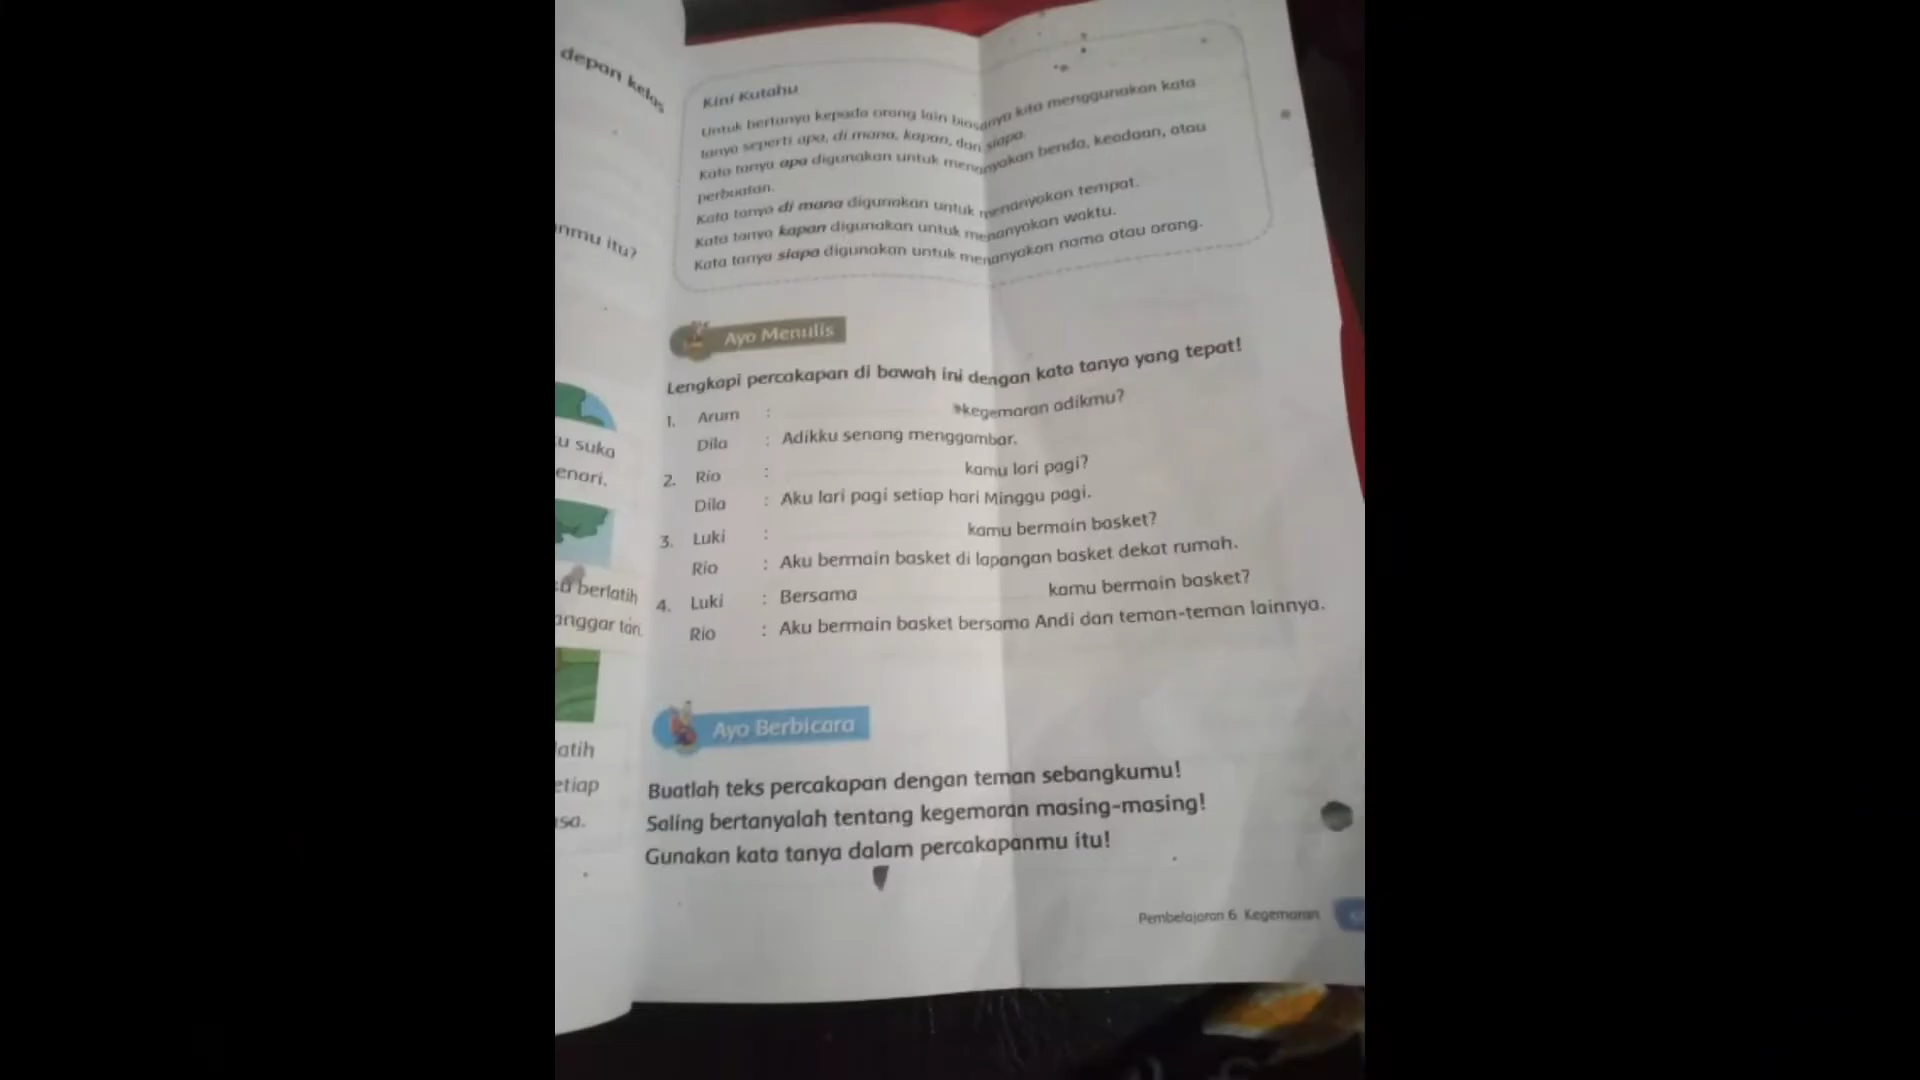 depan kelas
nmu itu?
u suka
enari.
a berlatih
anggar tari.
latih
etiap
sa.
Kini Kutahu
Untuk bertanya kepada orang lain biasanya kita menggunakan kata
tanya seperti apa, di mana, kapan, dan siapa.
Kata tanya apa digunakan untuk menanyakan benda, keadaan, atau
perbuatan.
Kata tanya di mana digunakan untuk menanyakan tempat.
Kata tanya kapan digunakan untuk menanyakan waktu.
Kata tanya siapa digunakan untuk menanyakan nama atau orang.
Ayo Menulis
Lengkapi percakapan di bawah ini dengan kata tanya yang tepat!
1. Arum : kegemaran adikmu?
Dila : Adikku senang menggambar.
2. Rio : kamu lari pagi?
Dila : Aku lari pagi setiap hari Minggu pagi.
3. Luki : kamu bermain basket?
Rio : Aku bermain basket di lapangan basket dekat rumah.
4. Luki : Bersama kamu bermain basket?
Rio : Aku bermain basket bersama Andi dan teman-teman lainnya.
Ayo Berbicara
Buatlah teks percakapan dengan teman sebangkumu!
Saling bertanyalah tentang kegemaran masing-masing!
Gunakan kata tanya dalam percakapanmu itu!
Pembelajaran 6 Kegemaran